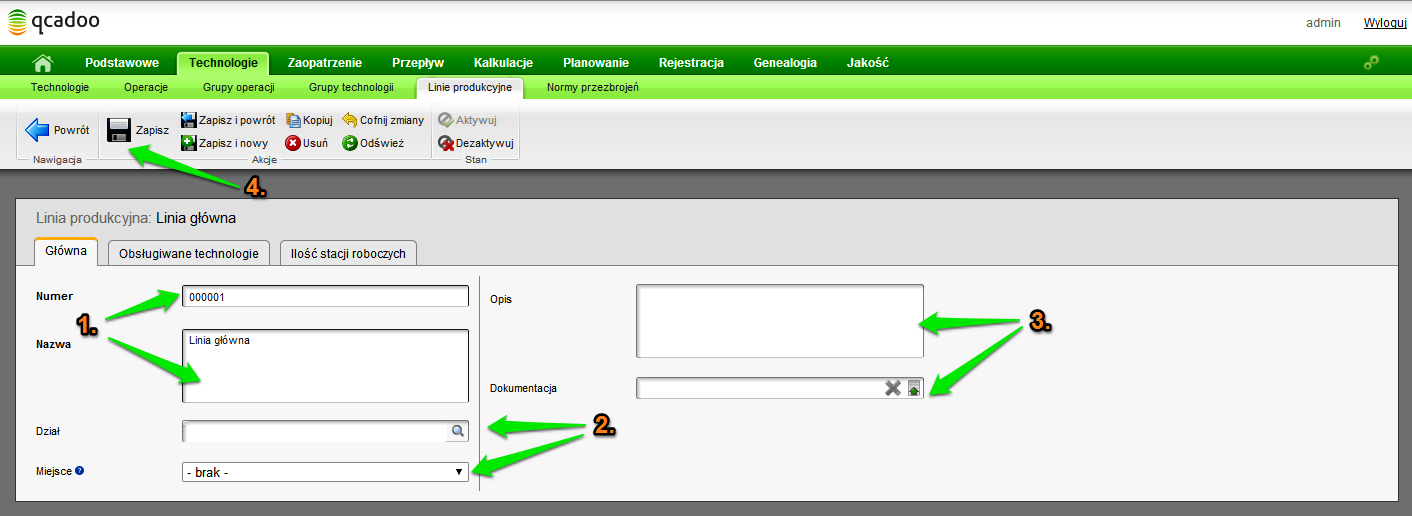 qcadoo
admin Wyloguj
Podstawowe Technologie Zaopatrzenie Przepływ Kalkulacje Planowanie Rejestracja Genealogia Jakość
Technologie Operacje Grupy operacji Grupy technologii Linie produkcyjne Normy przezbrojeń
Powrót Zapisz Zapisz i powrót Kopiuj Cofnij zmiany Aktywuj
Zapisz i nowy Usuń Odśwież Dezaktywuj
Nawigacja Akcje Stan
4.
Linia produkcyjna: Linia główna
Główna Obsługiwane technologie Ilość stacji roboczych
Numer 000001
1.
Nazwa Linia główna
Dział
2.
Miejsce ? - brak -
Opis
3.
Dokumentacja